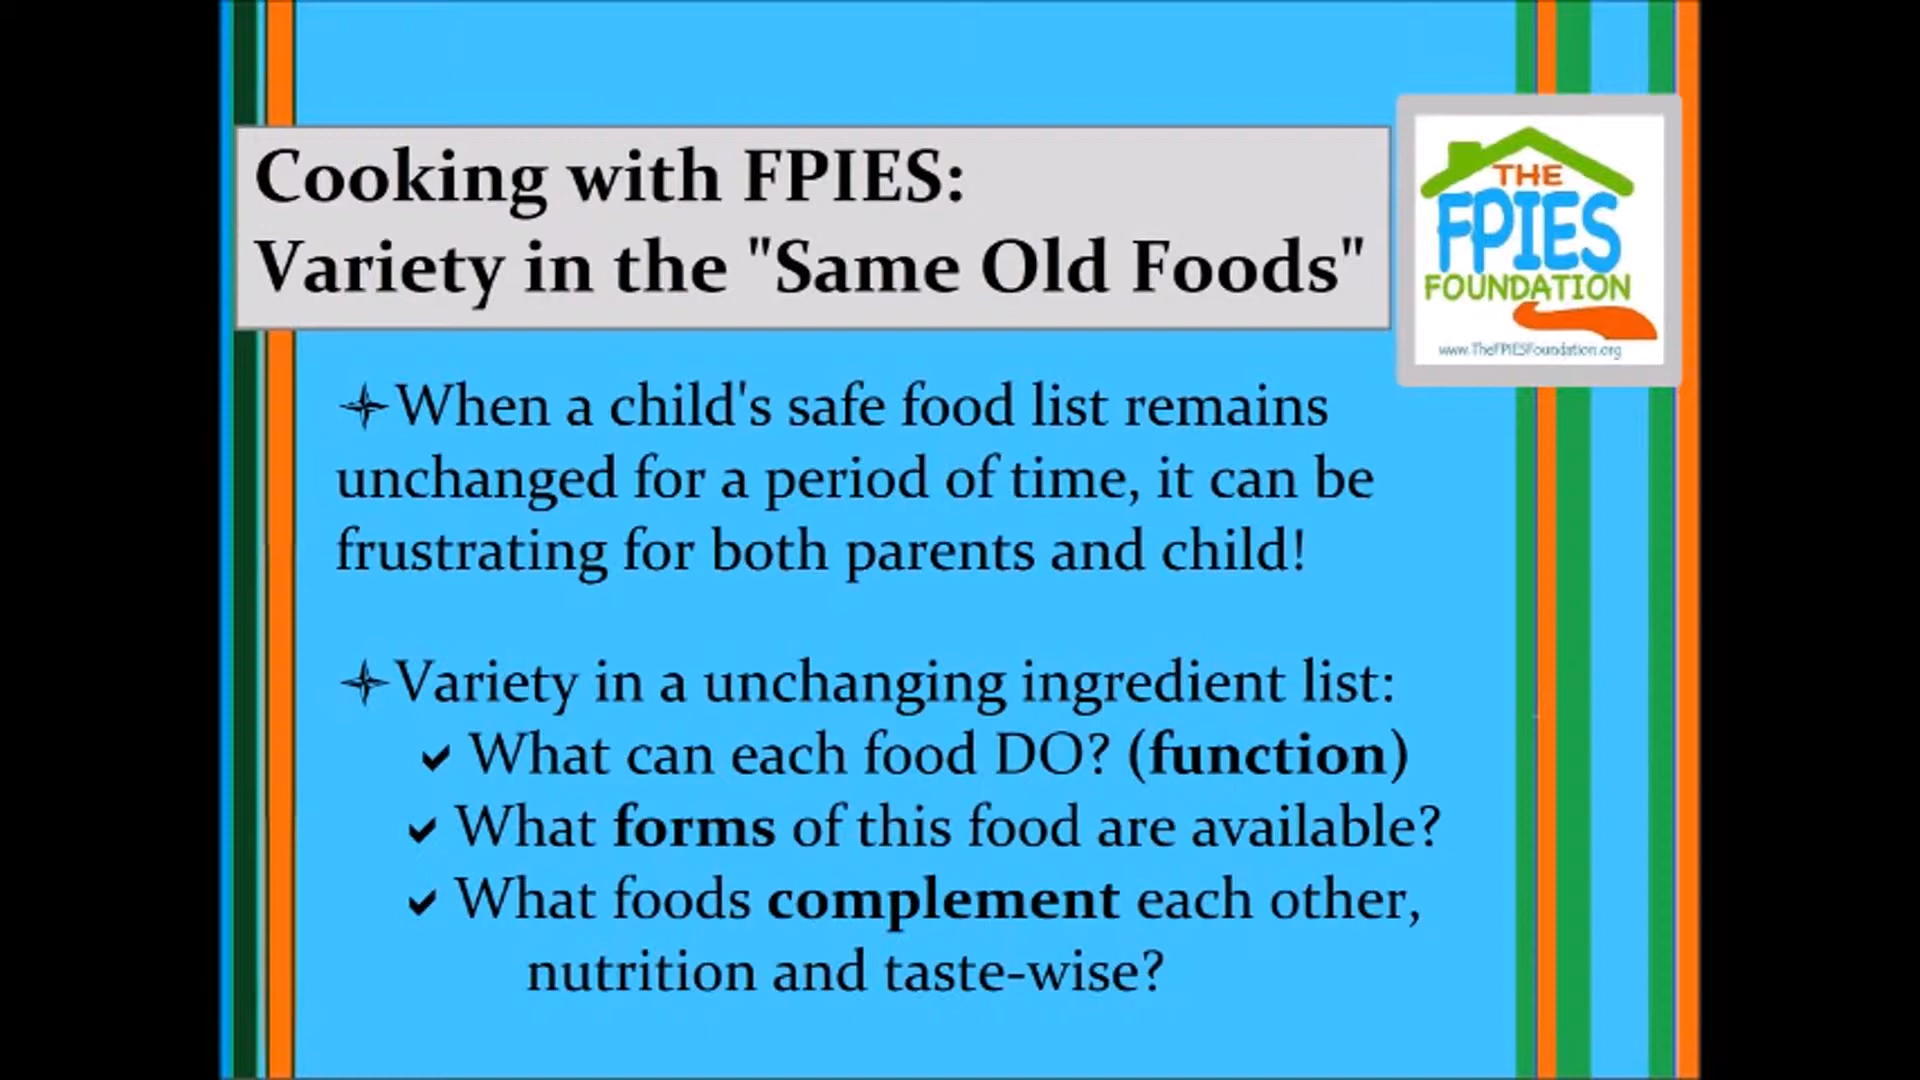 Cooking with FPIES:
Variety in the "Same Old Foods"
THE
FPIES
FOUNDATION
www.TheFPIESFoundation.org
When a child's safe food list remains
unchanged for a period of time, it can be
frustrating for both parents and child!
Variety in a unchanging ingredient list:
What can each food DO? (function)
What forms of this food are available?
What foods complement each other,
nutrition and taste-wise?